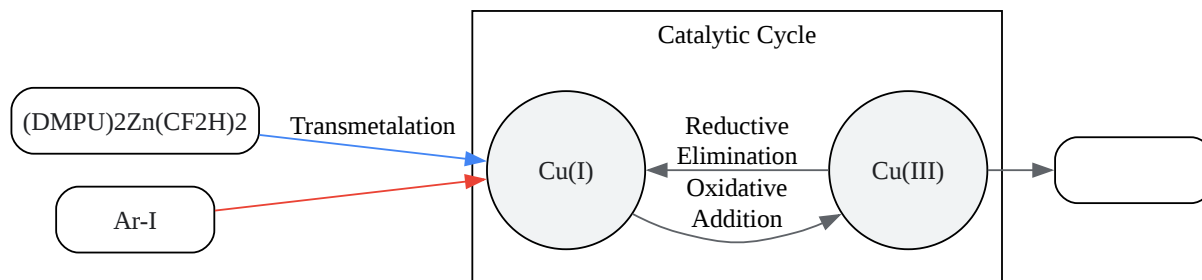 Catalytic Cycle
(DMPU)2Zn(CF2H)2
Transmetalation
Ar-I
Cu(I)
Reductive
Elimination
Oxidative
Addition
Cu(III)